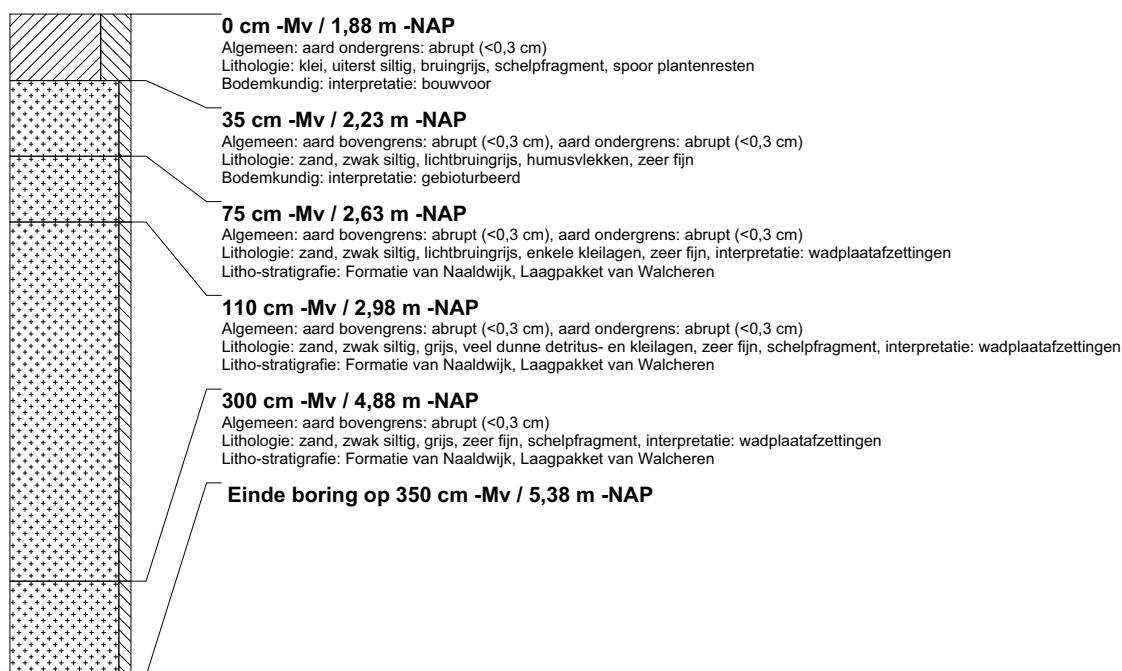 0 cm -Mv / 1,88 m -NAP
Algemeen: aard ondergrens: abrupt (<0,3 cm)
Lithologie: klei, uiterst siltig, bruingrijs, schelpfragment, spoor plantenresten
Bodemkundig: interpretatie: bouwvoor
35 cm -Mv / 2,23 m -NAP
Algemeen: aard bovengrens: abrupt (<0,3 cm), aard ondergrens: abrupt (<0,3 cm)
Lithologie: zand, zwak siltig, lichtbruingrijs, humusvlekken, zeer fijn
Bodemkundig: interpretatie: gebioturbeerd
75 cm -Mv / 2,63 m -NAP
Algemeen: aard bovengrens: abrupt (<0,3 cm), aard ondergrens: abrupt (<0,3 cm)
Lithologie: zand, zwak siltig, lichtbruingrijs, enkele kleilagen, zeer fijn, interpretatie: wadplaatafzettingen
Litho-stratigrafie: Formatie van Naaldwijk, Laagpakket van Walcheren
110 cm -Mv / 2,98 m -NAP
Algemeen: aard bovengrens: abrupt (<0,3 cm), aard ondergrens: abrupt (<0,3 cm)
Lithologie: zand, zwak siltig, grijs, veel dunne detritus- en kleilagen, zeer fijn, schelpfragment, interpretatie: wadplaatafzettingen
Litho-stratigrafie: Formatie van Naaldwijk, Laagpakket van Walcheren
300 cm -Mv / 4,88 m -NAP
Algemeen: aard bovengrens: abrupt (<0,3 cm)
Lithologie: zand, zwak siltig, grijs, zeer fijn, schelpfragment, interpretatie: wadplaatafzettingen
Litho-stratigrafie: Formatie van Naaldwijk, Laagpakket van Walcheren
Einde boring op 350 cm -Mv / 5,38 m -NAP